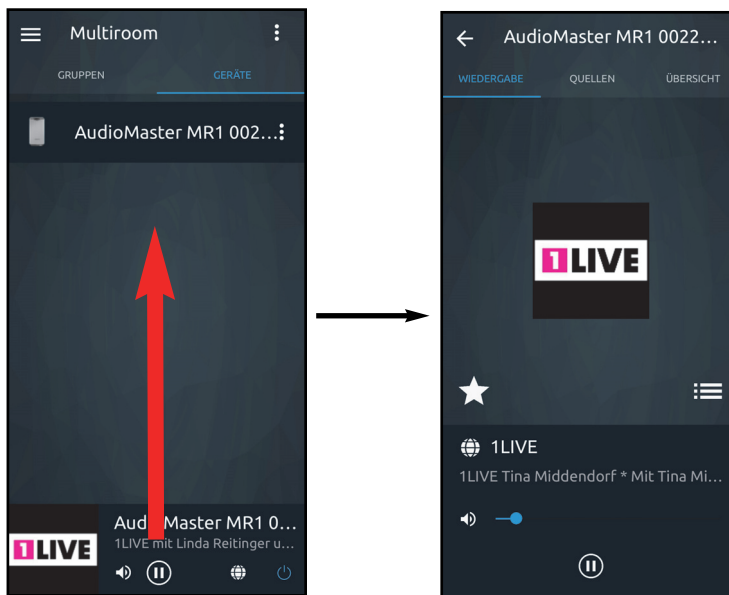 Multiroom
GRUPPEN GERÄTE
AudioMaster MR1 002...
1LIVE
AudioMaster MR1 0...
1LIVE mit Linda Reitinger u...
AudioMaster MR1 0022...
WIEDERGABE QUELLEN ÜBERSICHT
1LIVE
1LIVE
1LIVE Tina Middendorf * Mit Tina Mi...